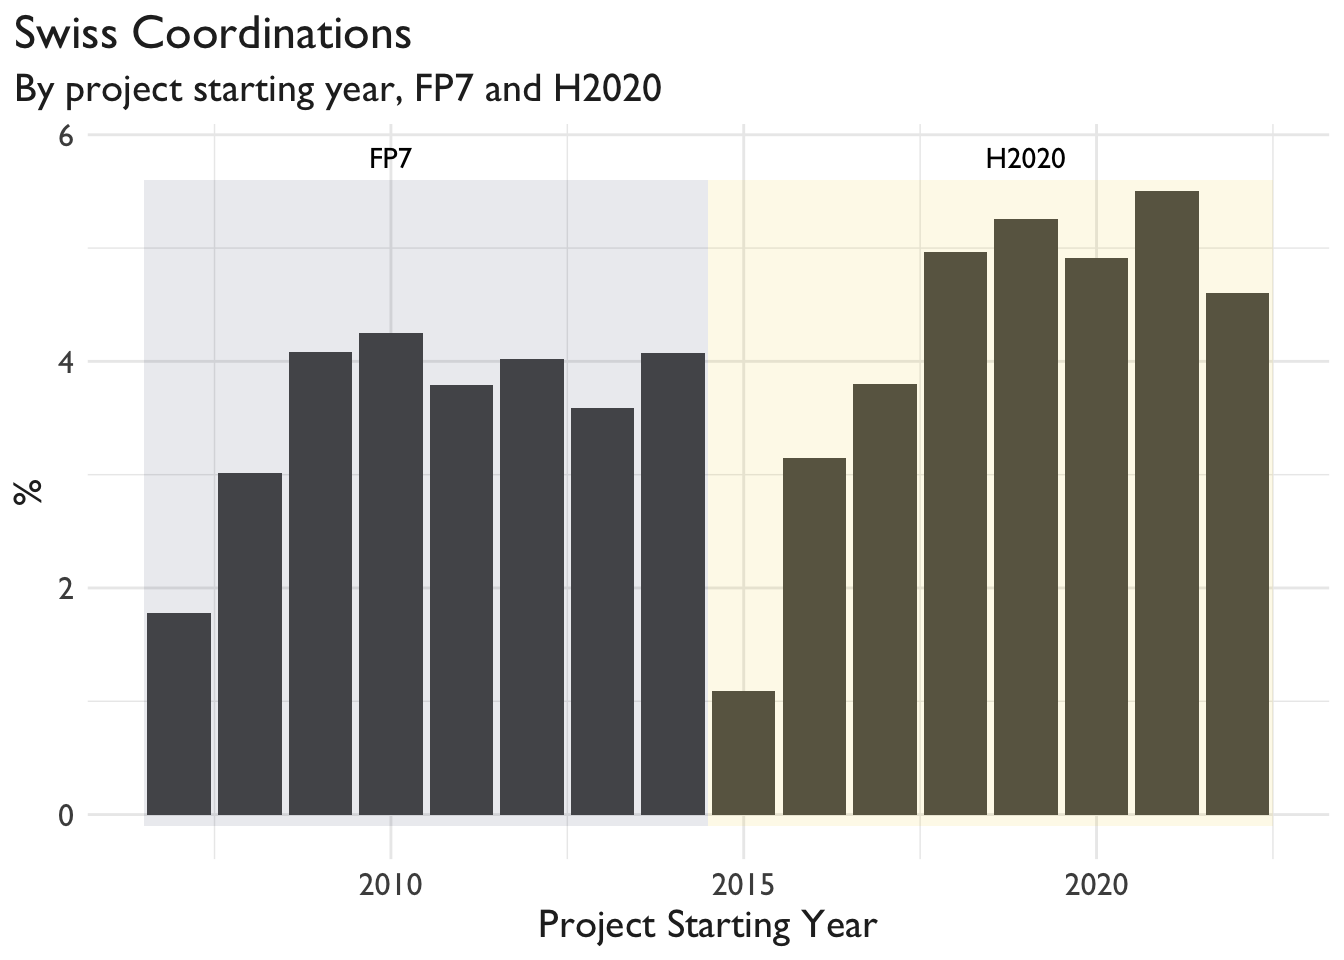 Swiss Coordinations
By project starting year, FP7 and H2020
6
FP7
H2020
4
%
2
0
2010
2015
2020
Project Starting Year